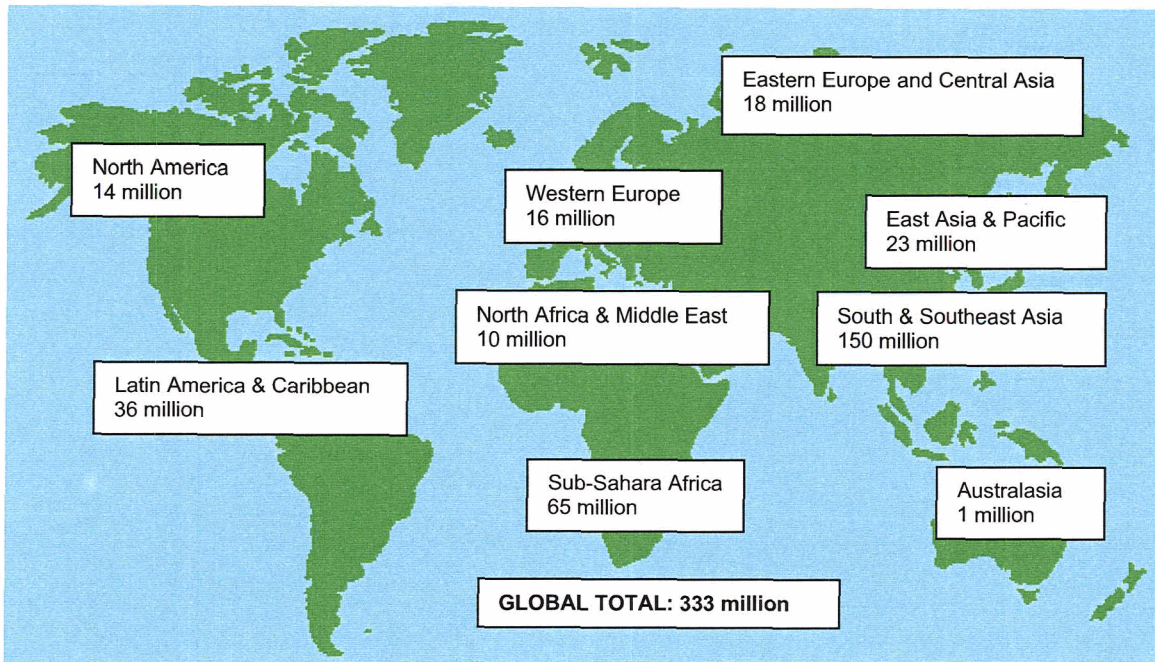 Eastern Europe and Central Asia
18 million
North America
14 million
Western Europe
16 million
East Asia & Pacific
23 million
North Africa & Middle East
10 million
South & Southeast Asia
150 million
Latin America & Caribbean
36 million
Sub-Sahara Africa
65 million
Australasia
1 million
GLOBAL TOTAL: 333 million